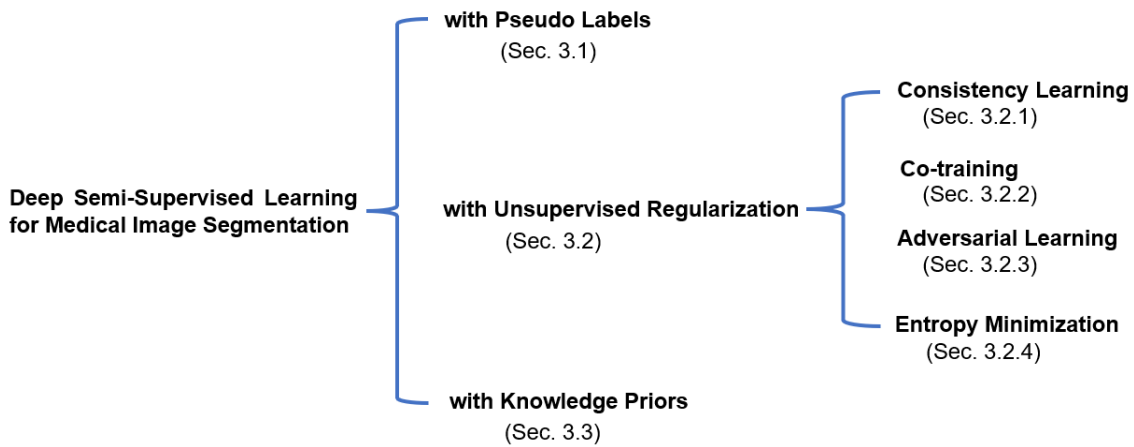 Deep Semi-Supervised Learning
for Medical Image Segmentation
with Pseudo Labels
(Sec. 3.1)
with Unsupervised Regularization
(Sec. 3.2)
Consistency Learning
(Sec. 3.2.1)
Co-training
(Sec. 3.2.2)
Adversarial Learning
(Sec. 3.2.3)
Entropy Minimization
(Sec. 3.2.4)
with Knowledge Priors
(Sec. 3.3)